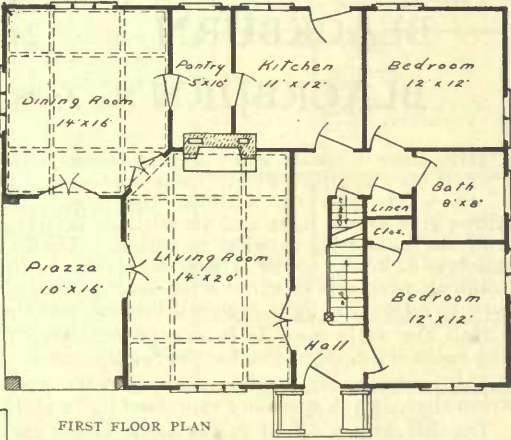 Pantry
5'x10'
Kitchen
11' x 12'
Bedroom
12' x 12'
Dining Room
14' x 16'
Bath
8' x 8'
Linen
Clos.
Piazza
10' x 16'
Living Room
14' x 20'
Bedroom
12' x 12'
Hall
FIRST FLOOR PLAN